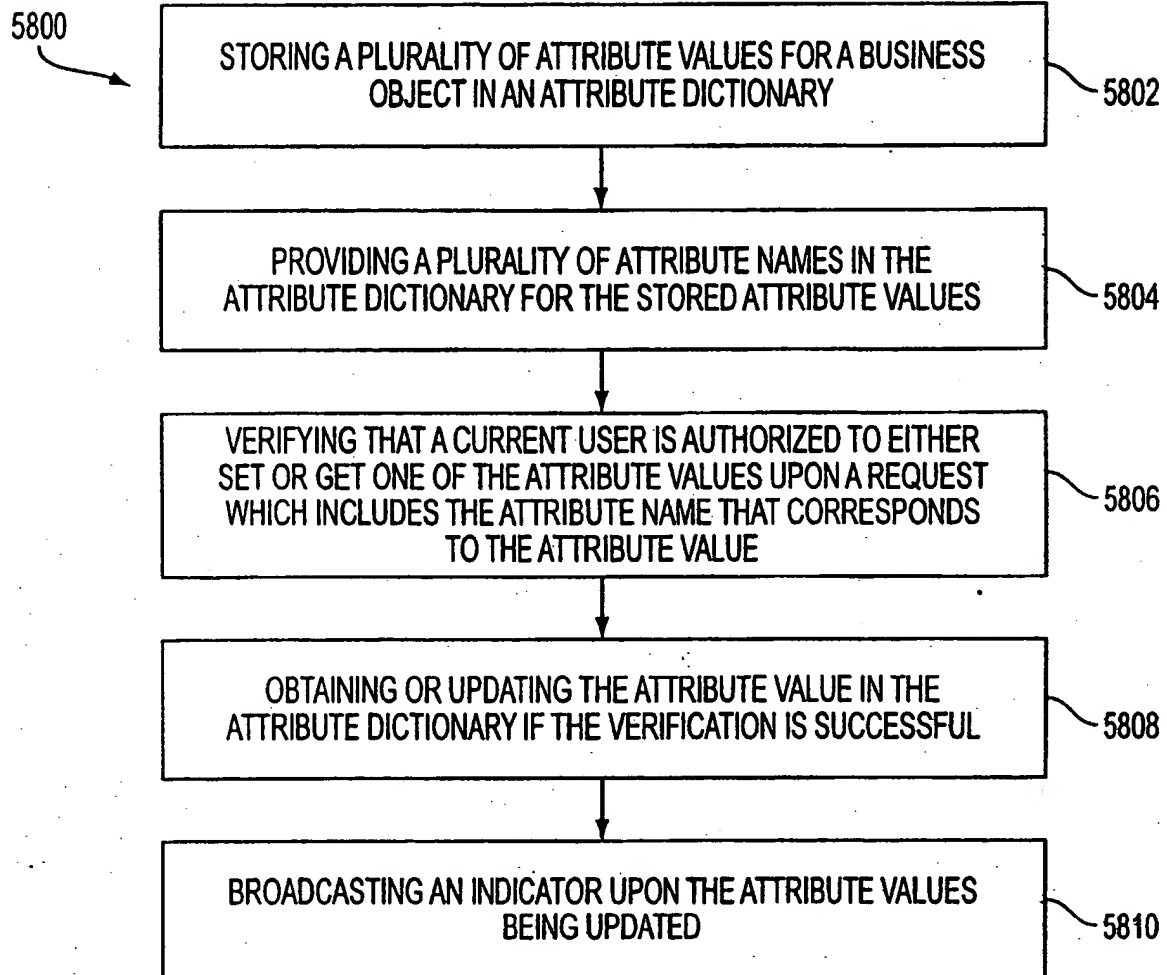 5800
STORING A PLURALITY OF ATTRIBUTE VALUES FOR A BUSINESS
OBJECT IN AN ATTRIBUTE DICTIONARY
5802
PROVIDING A PLURALITY OF ATTRIBUTE NAMES IN THE
ATTRIBUTE DICTIONARY FOR THE STORED ATTRIBUTE VALUES
5804
VERIFYING THAT A CURRENT USER IS AUTHORIZED TO EITHER
SET OR GET ONE OF THE ATTRIBUTE VALUES UPON A REQUEST
WHICH INCLUDES THE ATTRIBUTE NAME THAT CORRESPONDS
TO THE ATTRIBUTE VALUE
5806
OBTAINING OR UPDATING THE ATTRIBUTE VALUE IN THE
ATTRIBUTE DICTIONARY IF THE VERIFICATION IS SUCCESSFUL
5808
BROADCASTING AN INDICATOR UPON THE ATTRIBUTE VALUES
BEING UPDATED
5810